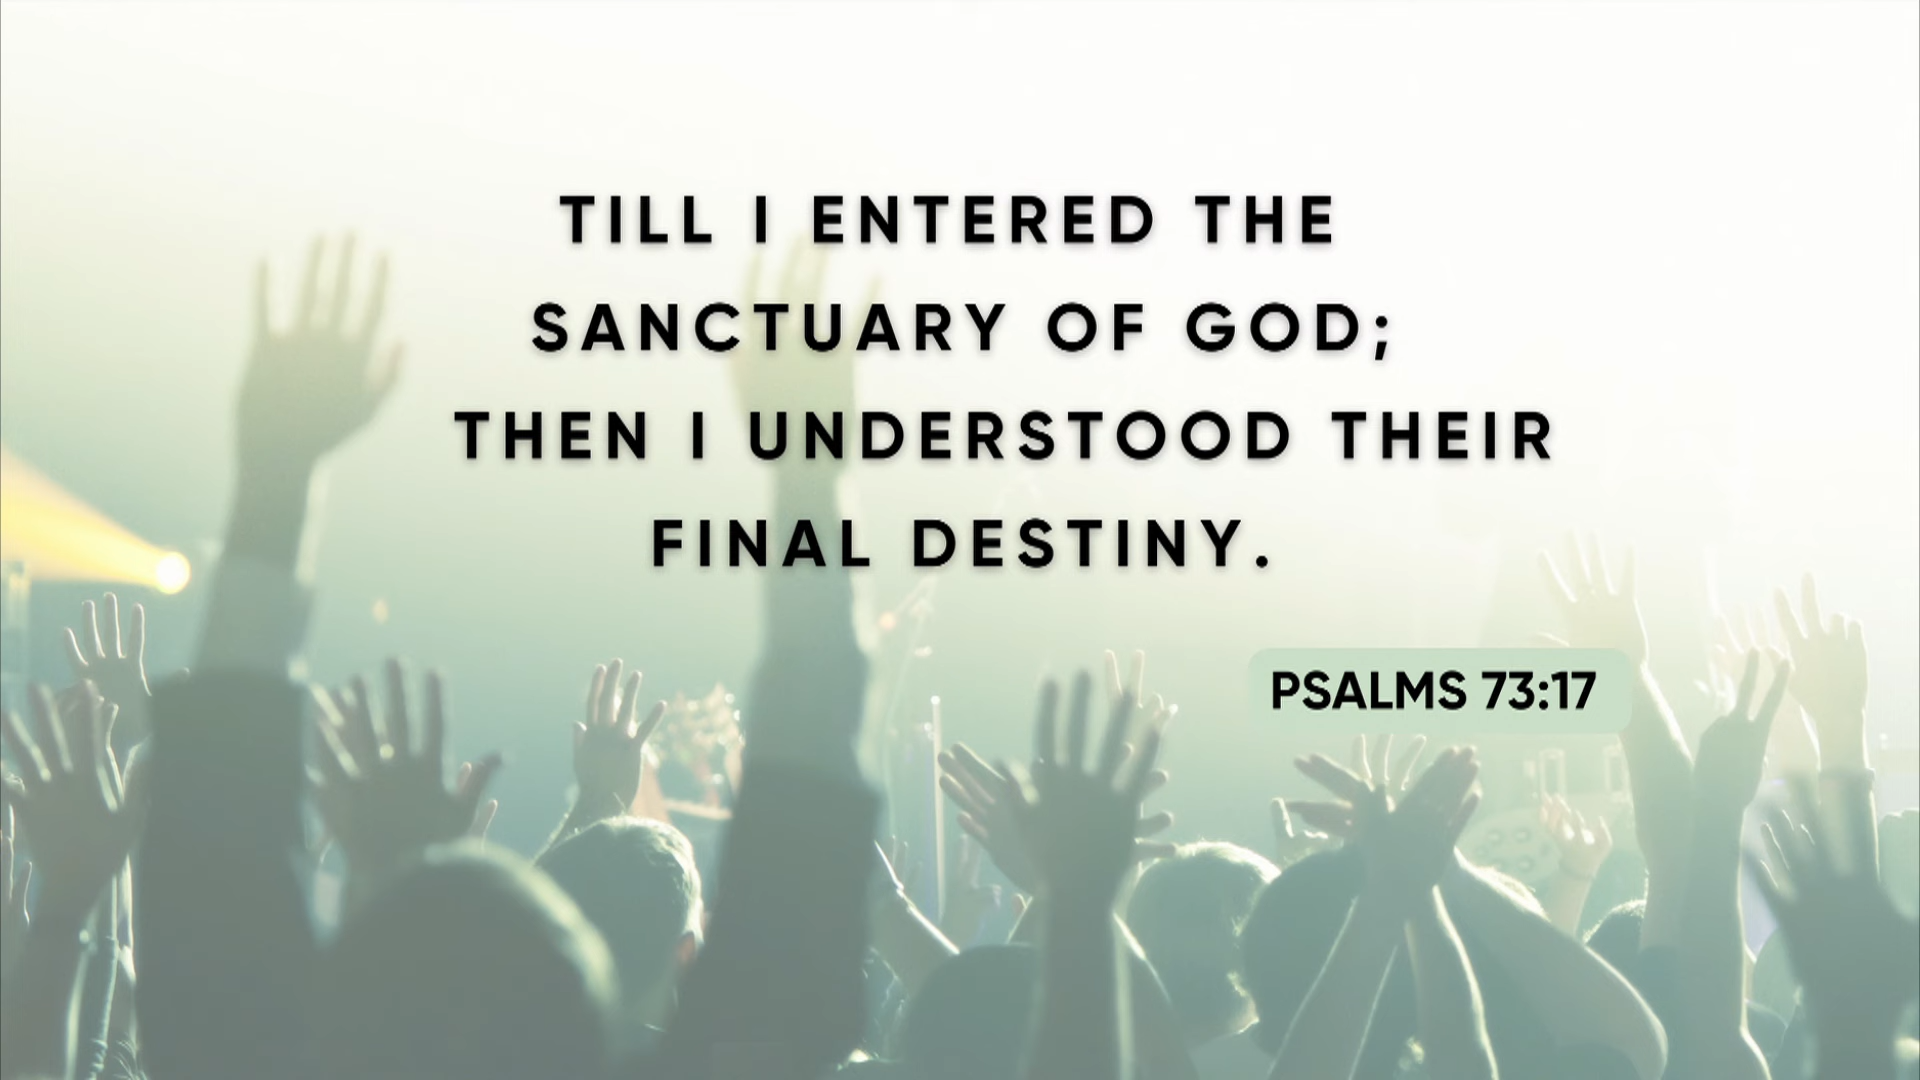 TILL I ENTERED THE
SANCTUARY OF GOD;
THEN I UNDERSTOOD THEIR
FINAL DESTINY.
PSALMS 73:17